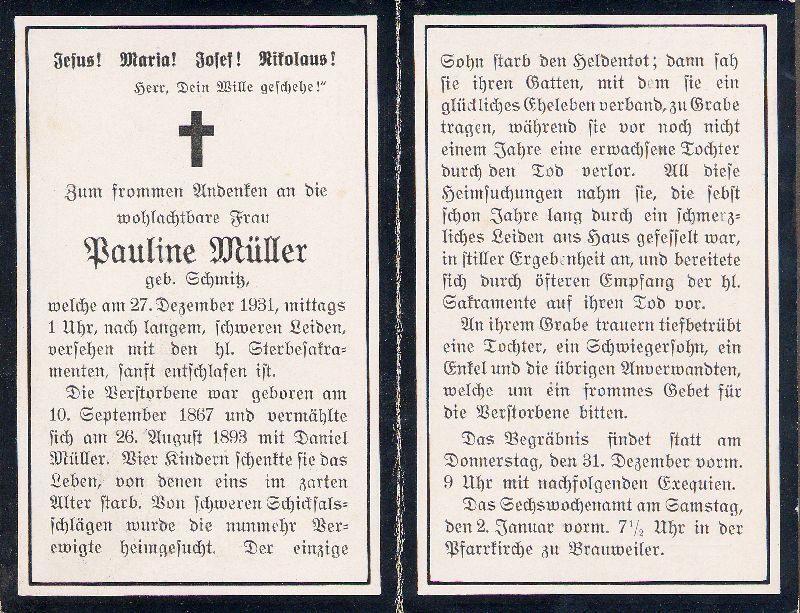 Jesus! Maria! Josef! Nikolaus!
Herr, Dein Wille geschehe!"
Zum frommen Andenken an die
wohlachtbare Frau
Pauline Müller
geb. Schmitz,
welche am 27. Dezember 1931, mittags
1 Uhr, nach langem, schweren Leiden,
versehen mit den hl. Sterbesakra-
menten, sanft entschlafen ist.
Die Verstorbene war geboren am
10. September 1867 und vermählte
sich am 26. August 1893 mit Daniel
Müller. Vier Kindern schenkte sie das
Leben, von denen eins im zarten
Alter starb. Von schweren Schicksals-
schlägen wurde die nunmehr Ver-
ewigte heimgesucht. Der einzige
Sohn starb den Heldentot; dann sah
sie ihren Gatten, mit dem sie ein
glückliches Eheleben verband, zu Grabe
tragen, während sie vor noch nicht
einem Jahre eine erwachsene Tochter
durch den Tod verlor. All diese
Heimsuchungen nahm sie, die sebst
schon Jahre lang durch ein schmerz-
liches Leiden ans Haus gefesselt war,
in stiller Ergebenheit an, und bereitete
sich durch öfteren Empfang der hl.
Sakramente auf ihren Tod vor.
An ihrem Grabe trauern tiefbetrübt
eine Tochter, ein Schwiegersohn, ein
Enkel und die übrigen Anverwandten,
welche um ein frommes Gebet für
die Verstorbene bitten.
Das Begräbnis findet statt am
Donnerstag, den 31. Dezember vorm.
9 Uhr mit nachfolgenden Exequien.
Das Sechswochenamt am Samstag,
den 2. Januar vorm. 7½ Uhr in der
Pfarrkirche zu Brauweiler.